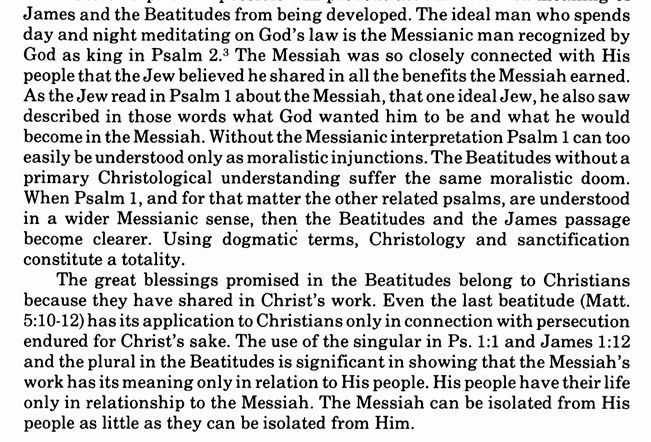 James and the Beatitudes from being developed. The ideal man who spends
day and night meditating on God's law is the Messianic man recognized by
God as king in Psalm 2.³ The Messiah was so closely connected with His
people that the Jew believed he shared in all the benefits the Messiah earned.
As the Jew read in Psalm 1 about the Messiah, that one ideal Jew, he also saw
described in those words what God wanted him to be and what he would
become in the Messiah. Without the Messianic interpretation Psalm 1 can too
easily be understood only as moralistic injunctions. The Beatitudes without a
primary Christological understanding suffer the same moralistic doom.
When Psalm 1, and for that matter the other related psalms, are understood
in a wider Messianic sense, then the Beatitudes and the James passage
become clearer. Using dogmatic terms, Christology and sanctification
constitute a totality.
The great blessings promised in the Beatitudes belong to Christians
because they have shared in Christ's work. Even the last beatitude (Matt.
5:10-12) has its application to Christians only in connection with persecution
endured for Christ's sake. The use of the singular in Ps. 1:1 and James 1:12
and the plural in the Beatitudes is significant in showing that the Messiah's
work has its meaning only in relation to His people. His people have their life
only in relationship to the Messiah. The Messiah can be isolated from His
people as little as they can be isolated from Him.